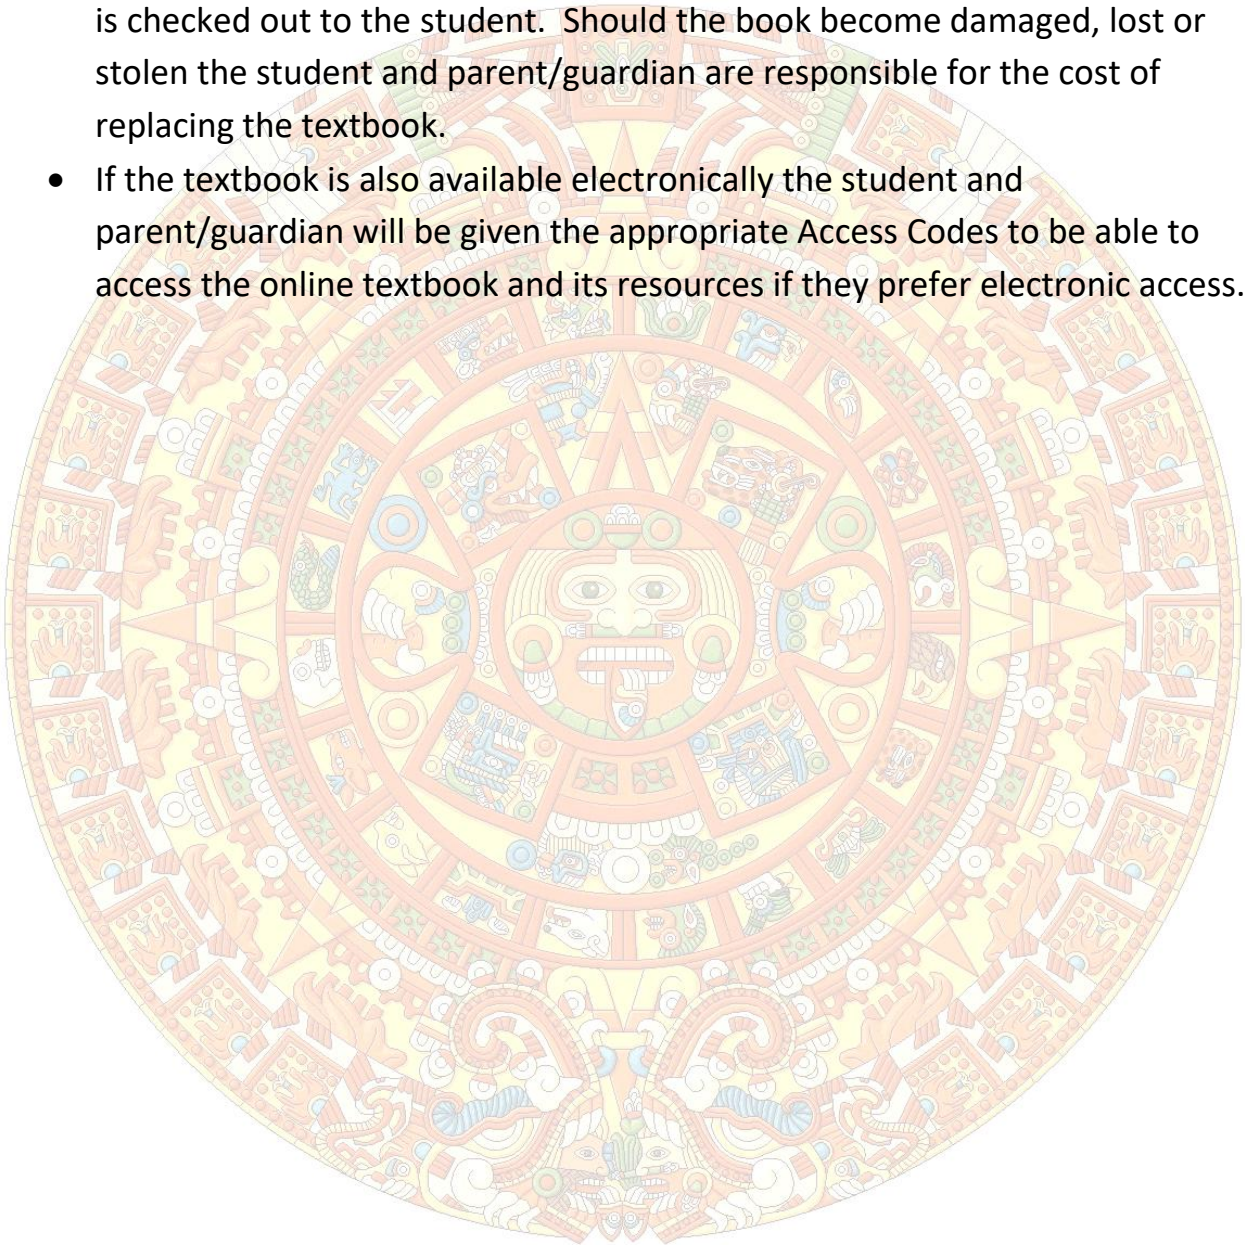 is checked out to the student.  Should the book become damaged, lost or
stolen the student and parent/guardian are responsible for the cost of
replacing the textbook.
• If the textbook is also available electronically the student and
parent/guardian will be given the appropriate Access Codes to be able to
access the online textbook and its resources if they prefer electronic access.